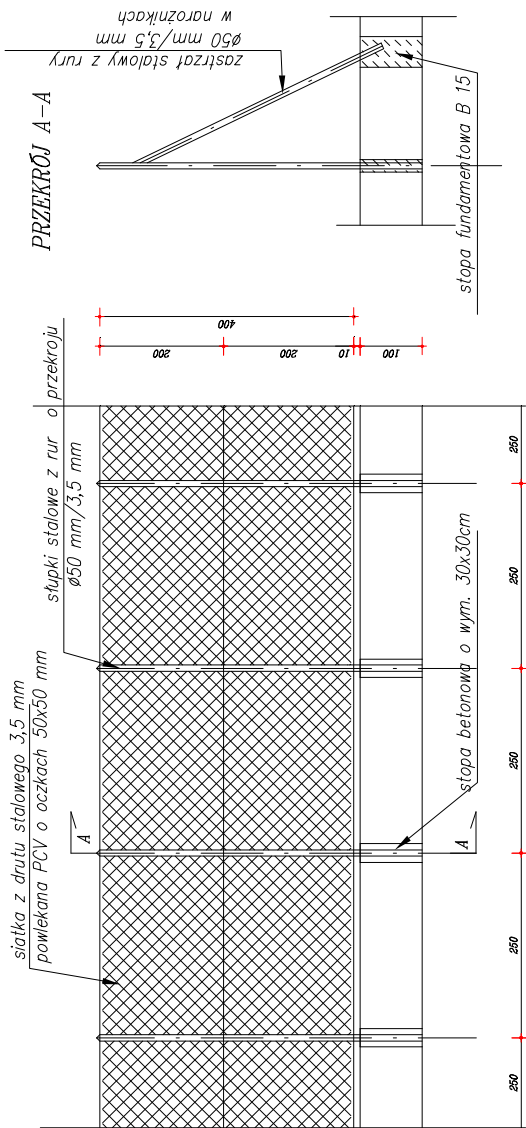 siatka z drutu stalowego 3,5 mm
powlekana PCV o oczkach 50x50 mm
słupki stalowe z rur o przekroju
ø50 mm/3,5 mm
PRZEKRÓJ A-A
zastrzał stalowy z rury
ø50 mm/3,5 mm
w narożnikach
stopa fundamentowa B 15
stopa betonowa o wym. 30x30cm
A
A
200
200
10
100
400
250
250
250
250
250